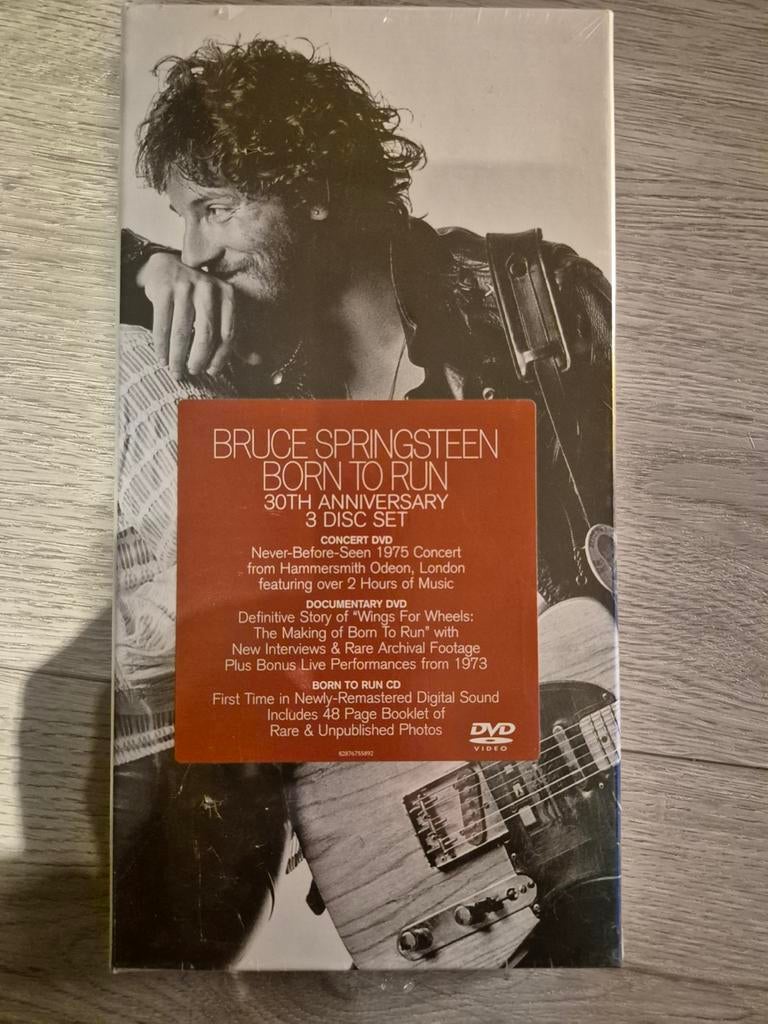 BRUCE SPRINGSTEEN
BORN TO RUN
30TH ANNIVERSARY
3 DISC SET
CONCERT DVD
Never-Before-Seen 1975 Concert
from Hammersmith Odeon, London
featuring over 2 Hours of Music
DOCUMENTARY DVD
Definitive Story of "Wings For Wheels:
The Making of Born To Run" with
New Interviews & Rare Archival Footage
Plus Bonus Live Performances from 1973
BORN TO RUN CD
First Time in Newly-Remastered Digital Sound
Includes 48 Page Booklet of
Rare & Unpublished Photos
DVD
VIDEO
82876755892